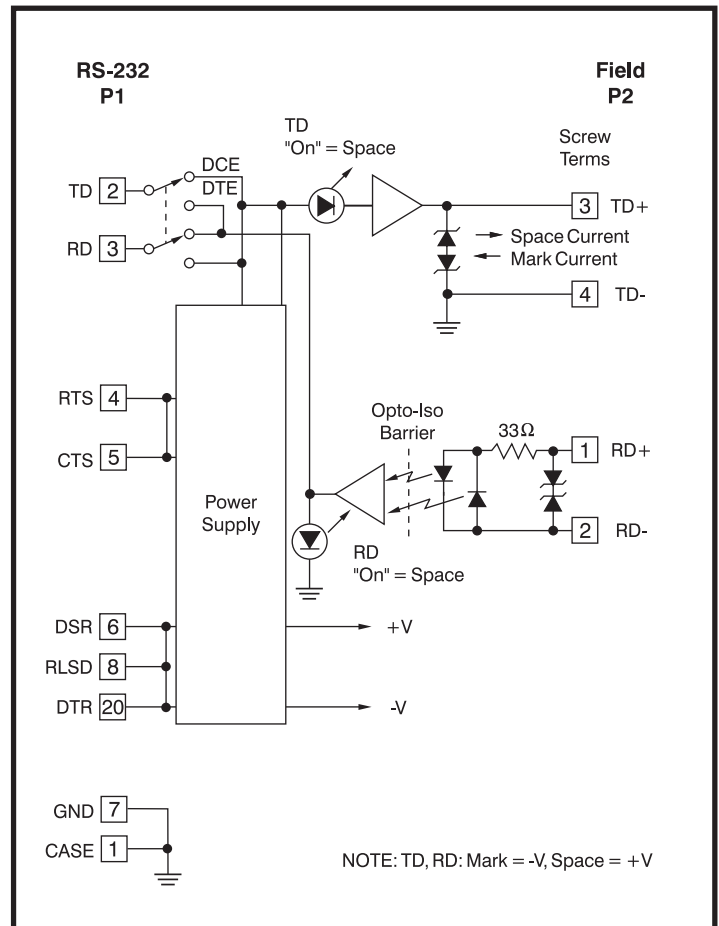 RS-232
P1
Field
P2
TD
"On" = Space
Screw
Terms
DCE
DTE
TD 2
RD 3
3 TD+
Space Current
Mark Current
4 TD-
RTS 4
CTS 5
Opto-Iso
Barrier
33Ω
1 RD+
2 RD-
Power
Supply
RD
"On" = Space
DSR 6
RLSD 8
DTR 20
+V
-V
GND 7
CASE 1
NOTE: TD, RD: Mark = -V, Space = +V